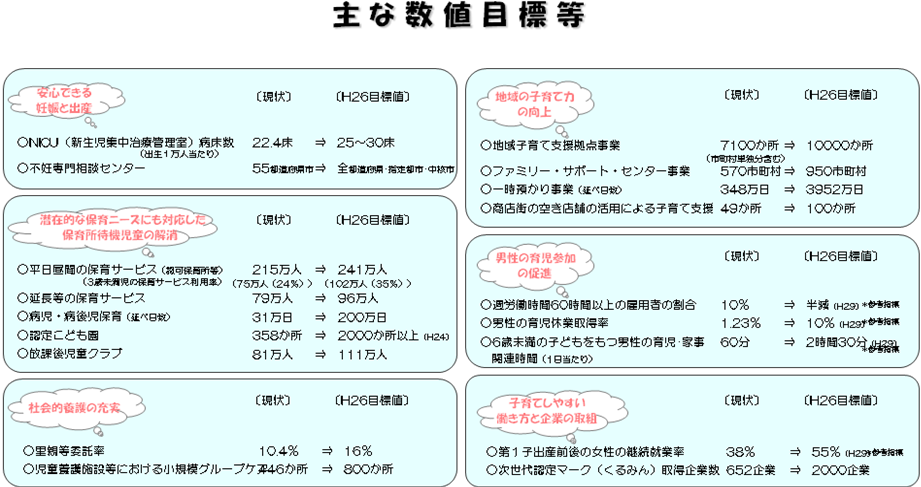 主な数値目標等
安心できる
妊娠と出産
〔現状〕 〔H26目標値〕
○NICU（新生児集中治療管理室）病床数 22.4床 ⇒ 25～30床
（出生1万人当たり）
○不妊専門相談センター 55都道府県市 ⇒ 全都道府県・指定都市・中核市
潜在的な保育ニーズにも対応した
保育所待機児童の解消
〔現状〕 〔H26目標値〕
○平日昼間の保育サービス（認可保育所等） 215万人 ⇒ 241万人
（3歳未満児の保育サービス利用率） （75万人（24%）） （102万人（35%））
○延長等の保育サービス 79万人 ⇒ 96万人
○病児・病後児保育（延べ日数） 31万日 ⇒ 200万日
○認定こども園 358か所 ⇒ 2000か所以上（H24）
○放課後児童クラブ 81万人 ⇒ 111万人
社会的養護の充実
〔現状〕 〔H26目標値〕
○里親等委託率 10.4% ⇒ 16%
○児童養護施設等における小規模グループケア 446か所 ⇒ 800か所
地域の子育て力
の向上
〔現状〕 〔H26目標値〕
○地域子育て支援拠点事業 7100か所 ⇒ 10000か所
（市町村単独分含む）
○ファミリー・サポート・センター事業 570市町村 ⇒ 950市町村
○一時預かり事業（延べ日数） 348万日 ⇒ 3952万日
○商店街の空き店舗の活用による子育て支援 49か所 ⇒ 100か所
男性の育児参加
の促進
〔現状〕 〔H26目標値〕
○週労働時間60時間以上の雇用者の割合 10% ⇒ 半減（H29）*参考指標
○男性の育児休業取得率 1.23% ⇒ 10%（H29）*参考指標
○6歳未満の子どもをもつ男性の育児・家事 60分 ⇒ 2時間30分（H29）
関連時間（1日当たり） *参考指標
子育てしやすい
働き方と企業の取組
〔現状〕 〔H26目標値〕
○第1子出産前後の女性の継続就業率 38% ⇒ 55%（H29）*参考指標
○次世代認定マーク（くるみん）取得企業数 652企業 ⇒ 2000企業